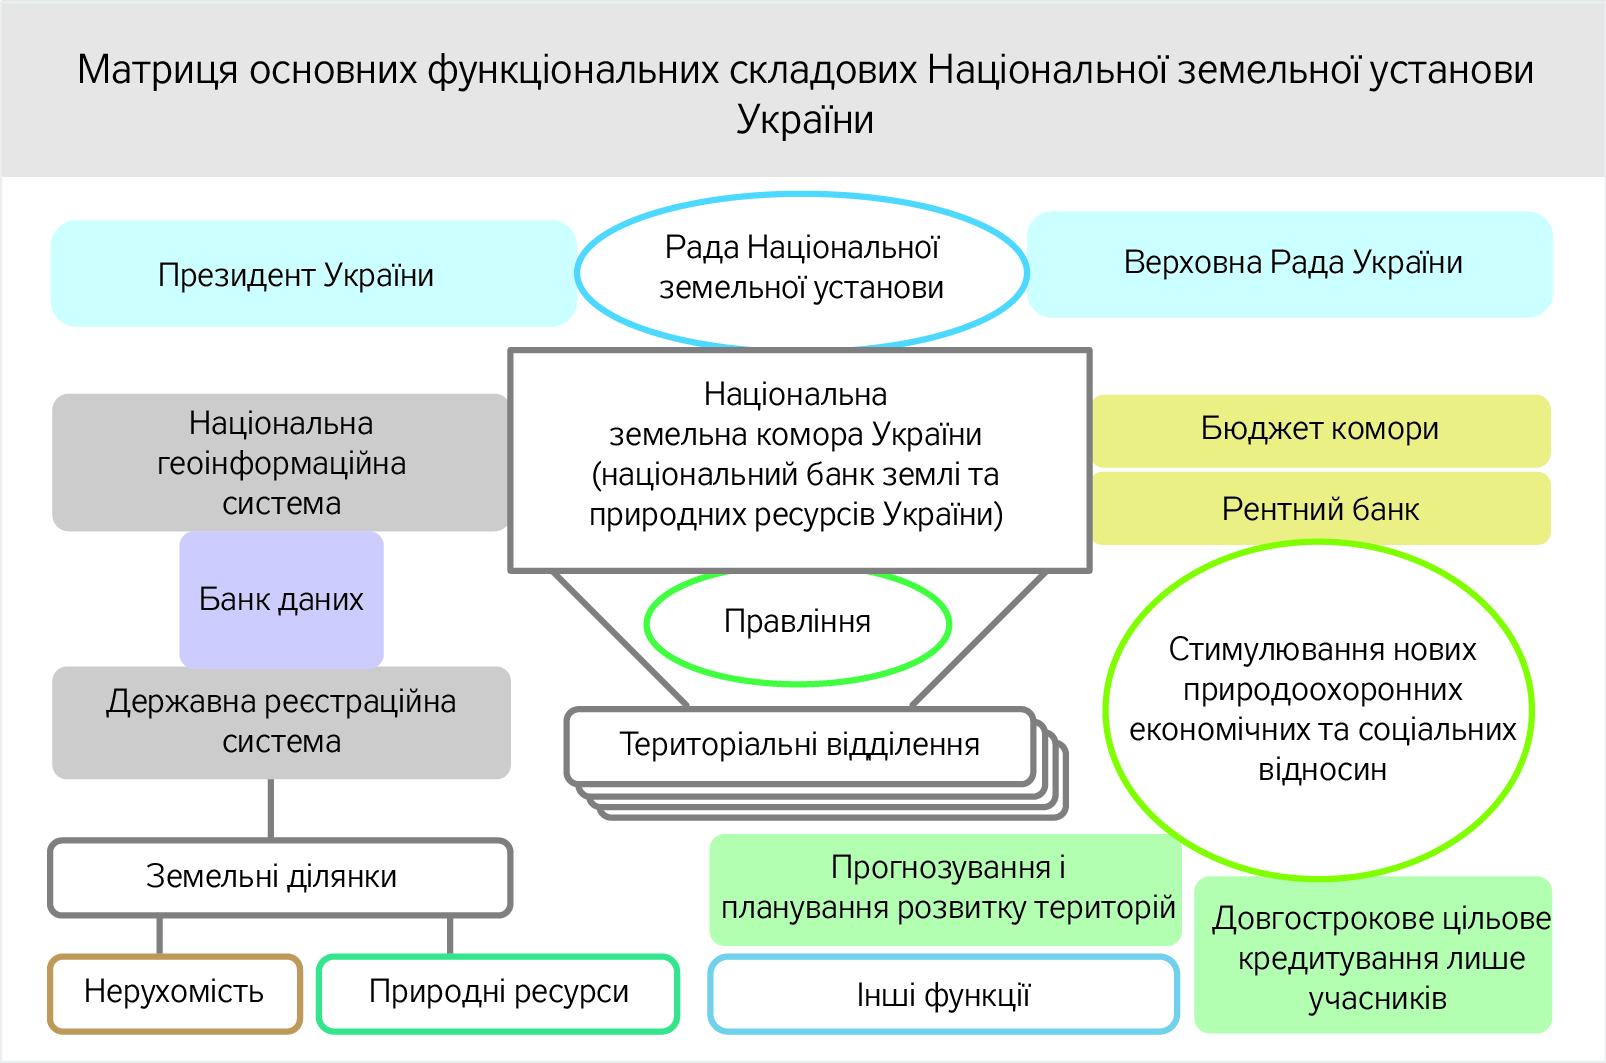 Матриця основних функціональних складових Національної земельної установи
України
Президент України
Рада Національної
земельної установи
Верховна Рада України
Національна
земельна комора України
(національний банк землі та
природних ресурсів України)
Національна
геоінформаційна
система
Бюджет комори
Рентний банк
Банк даних
Правління
Стимулювання нових
природоохоронних
економічних та соціальних
відносин
Державна реєстраційна
система
Територіальні відділення
Земельні ділянки
Прогнозування і
планування розвитку територій
Довгострокове цільове
кредитування лише
учасників
Нерухомість
Природні ресурси
Інші функції